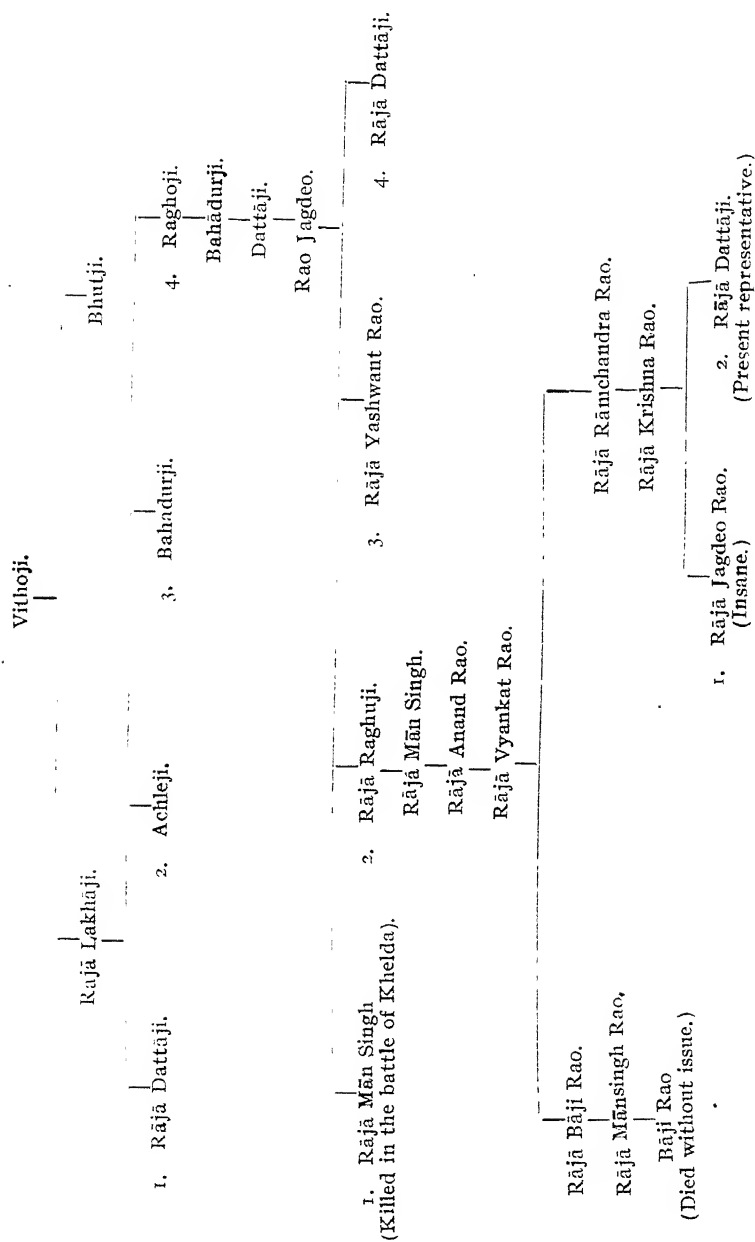 Vithoji.
Rajā Lakhāji.
Bhutji.
1. Rājā Dattāji.
2. Achleji.
3. Bahadurji.
4. Raghoji.
Bahādurji.
Dattāji.
Rao Jagdeo.
1. Rājā Mān Singh
(Killed in the battle of Khelda).
2. Rājā Raghuji.
3. Rājā Yashwant Rao.
4. Rājā Dattāji.
Rājā Mān Singh.
Rājā Anand Rao.
Rājā Vyankat Rao.
Rājā Bāji Rao.
Rājā Mānsingh Rao.
Bājī Rao
(Died without issue.)
Rājā Rāmchandra Rao.
Rājā Krishna Rao.
1. Rājā Jagdeo Rao.
(Insane.)
2. Rājā Dattāji.
(Present representative.)